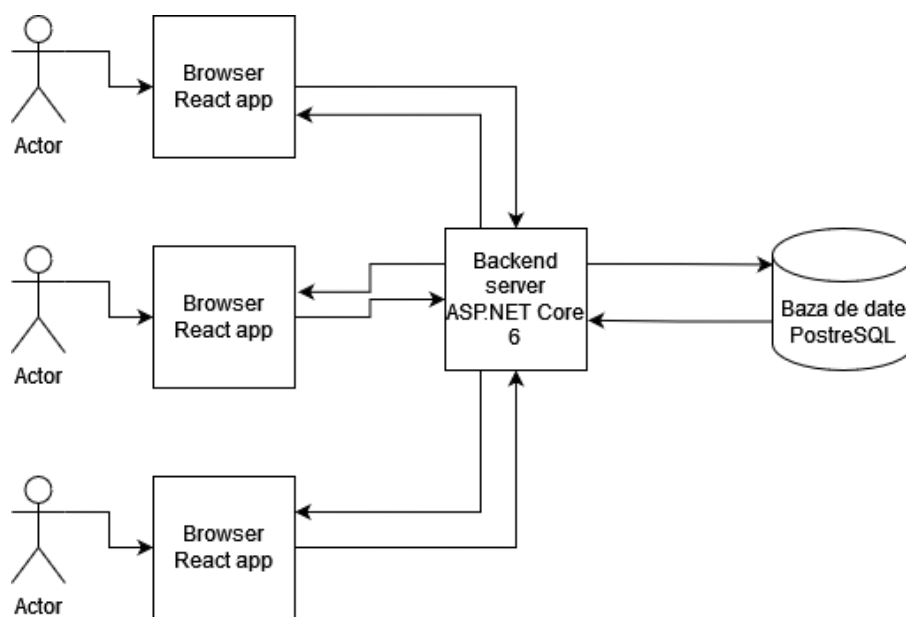 Browser
React app
Actor
Browser
React app
Actor
Backend
server
ASP.NET Core
6
Baza de date
PostreSQL
Browser
React app
Actor